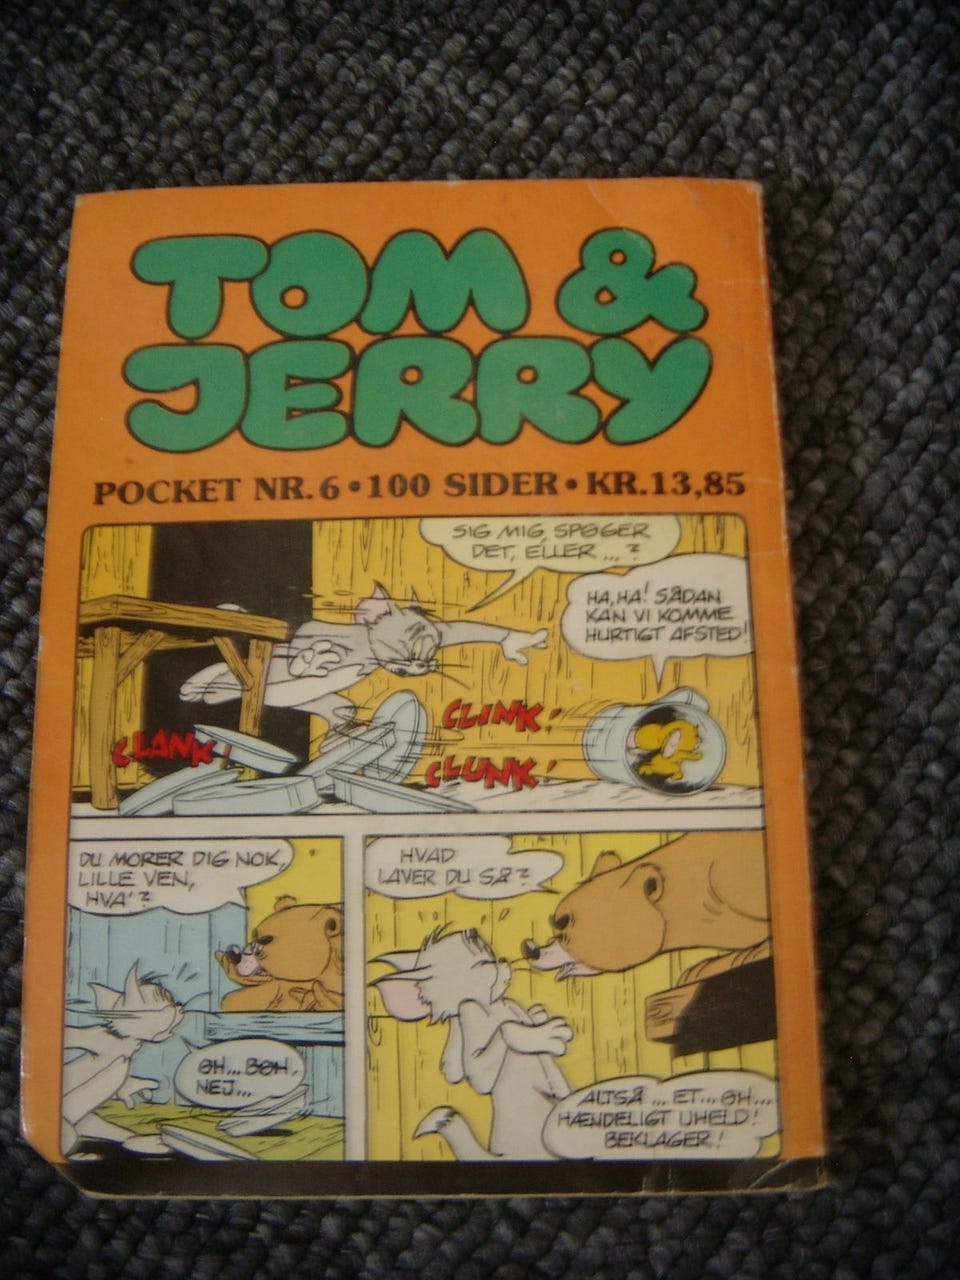 TOM &
JERRY
POCKET NR. 6 • 100 SIDER • KR. 13,85
SIG MIG, SPØGER
DET, ELLER ...?
HA, HA! SÅDAN
KAN VI KOMME
HURTIGT AFSTED!
CLANK!
CLINK!
CLUNK!
DU MORER DIG NOK,
LILLE VEN,
HVA'?
ØH... BØH,
NEJ...
HVAD
LAVER DU SÅ?
ALTSÅ ... ET... ØH...
HÆNDELIGT UHELD!
BEKLAGER!